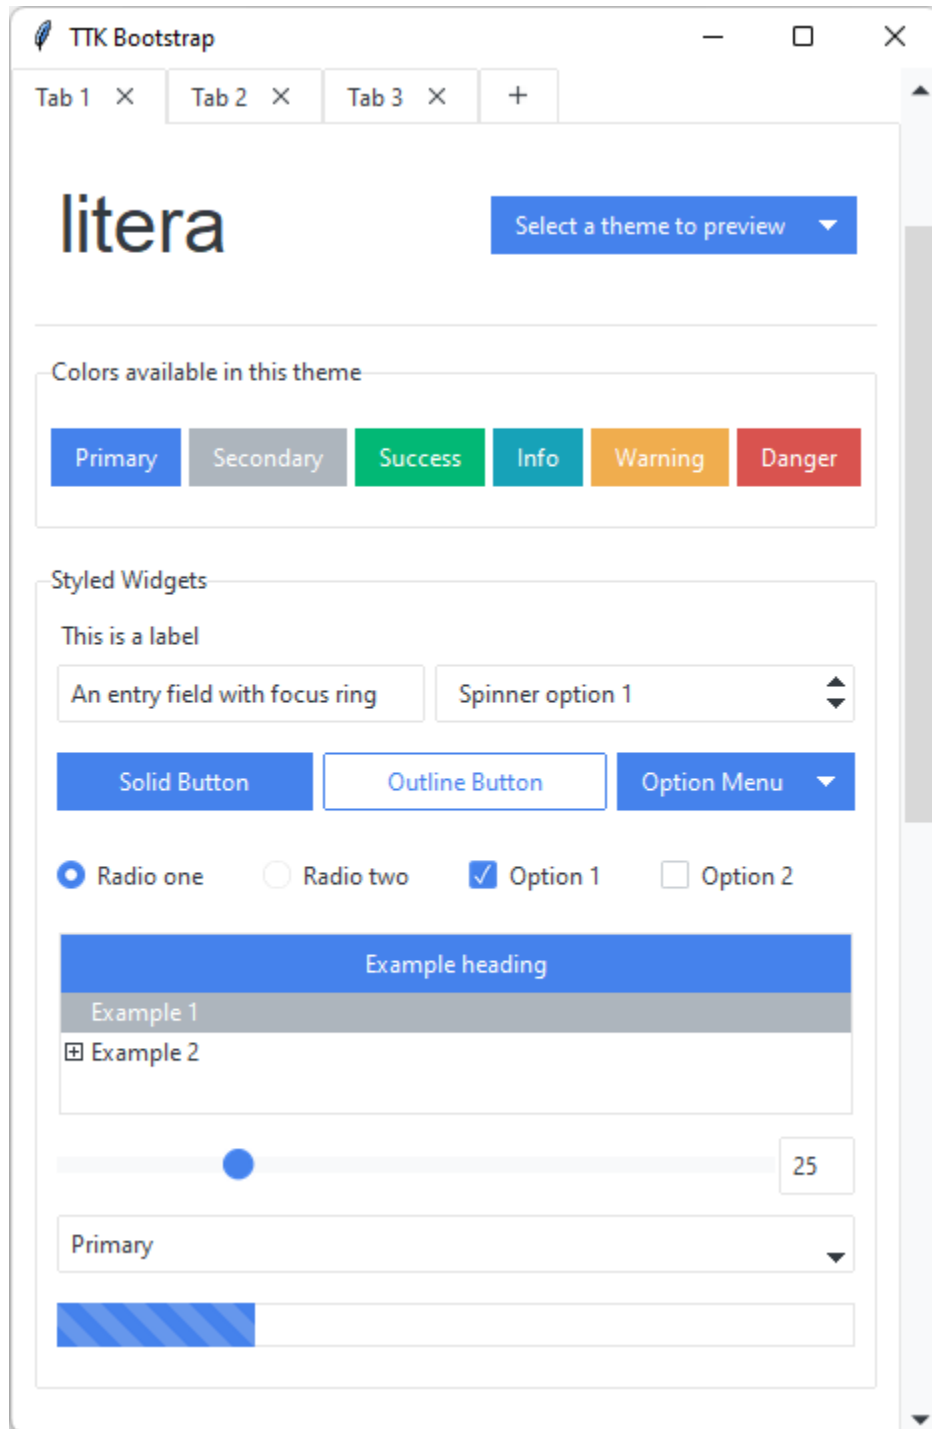 TTK Bootstrap
Tab 1 Tab 2 Tab 3 +
litera
Select a theme to preview
Colors available in this theme
Primary Secondary Success Info Warning Danger
Styled Widgets
This is a label
An entry field with focus ring Spinner option 1
Solid Button Outline Button Option Menu
Radio one Radio two Option 1 Option 2
Example heading
Example 1
Example 2
25
Primary